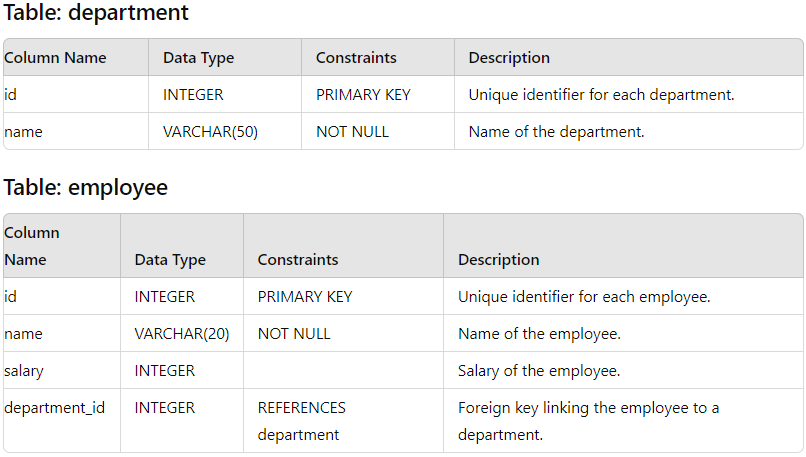 Table: department
Column Name Data Type Constraints Description
id INTEGER PRIMARY KEY Unique identifier for each department.
name VARCHAR(50) NOT NULL Name of the department.
Table: employee
Column
Name Data Type Constraints Description
id INTEGER PRIMARY KEY Unique identifier for each employee.
name VARCHAR(20) NOT NULL Name of the employee.
salary INTEGER Salary of the employee.
department_id INTEGER REFERENCES Foreign key linking the employee to a
department department.